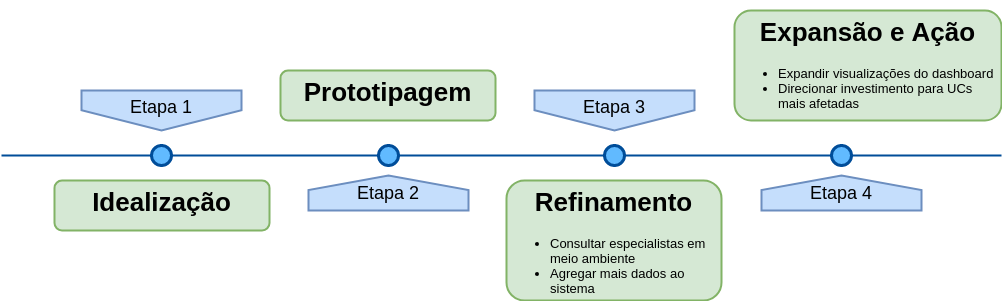 Etapa 1
Idealização
Prototipagem
Etapa 2
Etapa 3
Refinamento
• Consultar especialistas em
meio ambiente
• Agregar mais dados ao
sistema
Expansão e Ação
• Expandir visualizações do dashboard
• Direcionar investimento para UCs
mais afetadas
Etapa 4